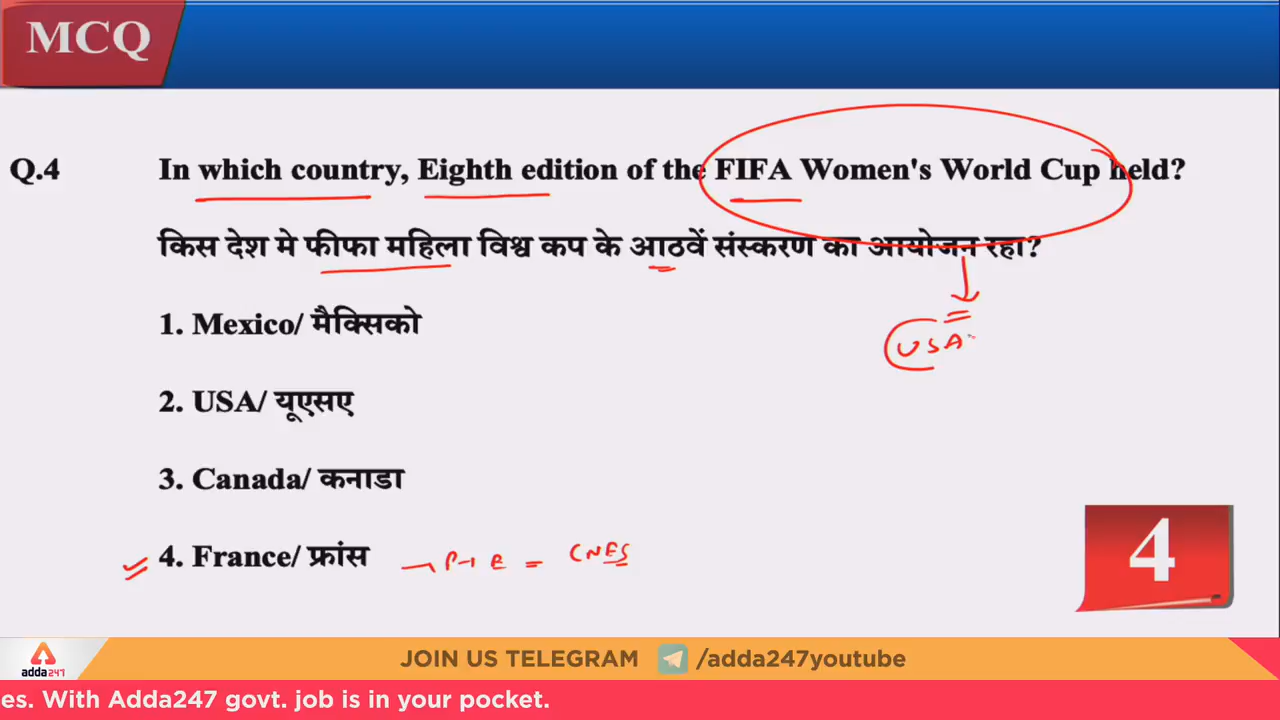 MCQ
Q.4 In which country, Eighth edition of the FIFA Women's World Cup held?
किस देश मे फीफा महिला विश्व कप के आठवें संस्करण का आयोजन रहा?
1. Mexico/ मैक्सिको
USA
2. USA/ यूएसए
3. Canada/ कनाडा
4. France/ फ्रांस = CNES
4
adda247
JOIN US TELEGRAM /adda247youtube
es. With Adda247 govt. job is in your pocket.